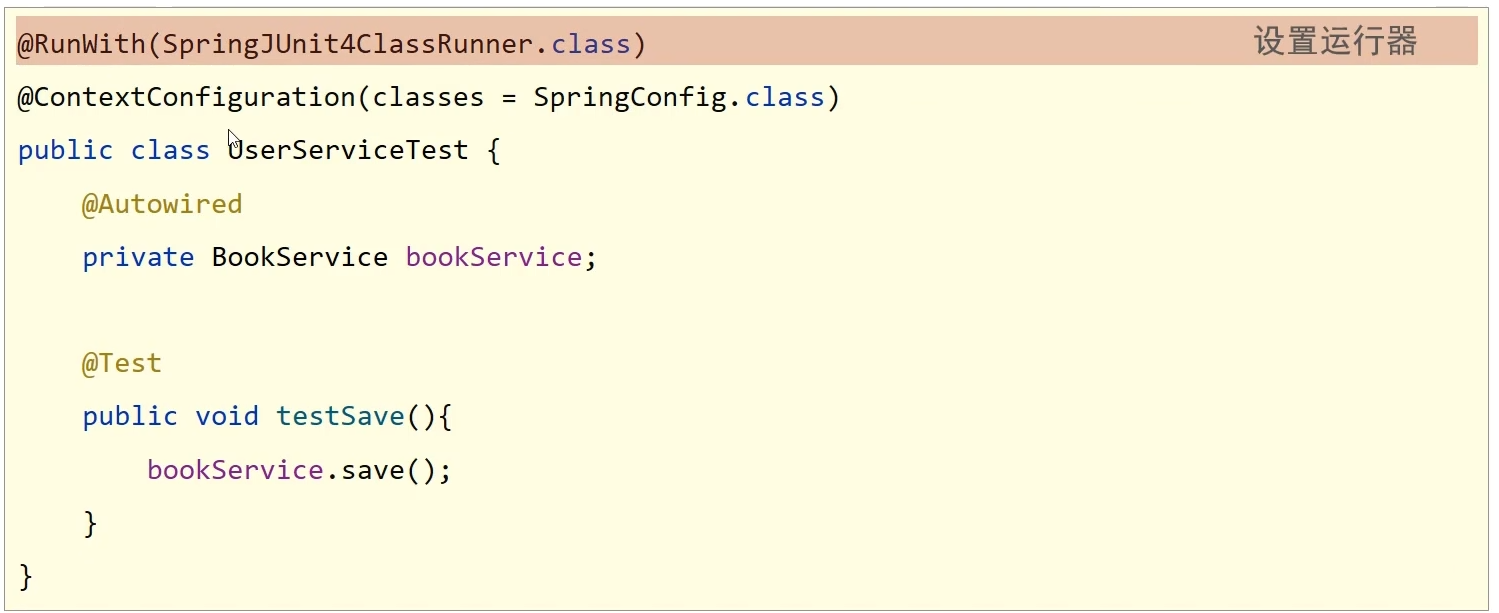 @RunWith(SpringJUnit4ClassRunner.class) 设置运行器
@ContextConfiguration(classes = SpringConfig.class)
public class UserServiceTest {
    @Autowired
    private BookService bookService;
    @Test
    public void testSave(){
        bookService.save();
    }
}